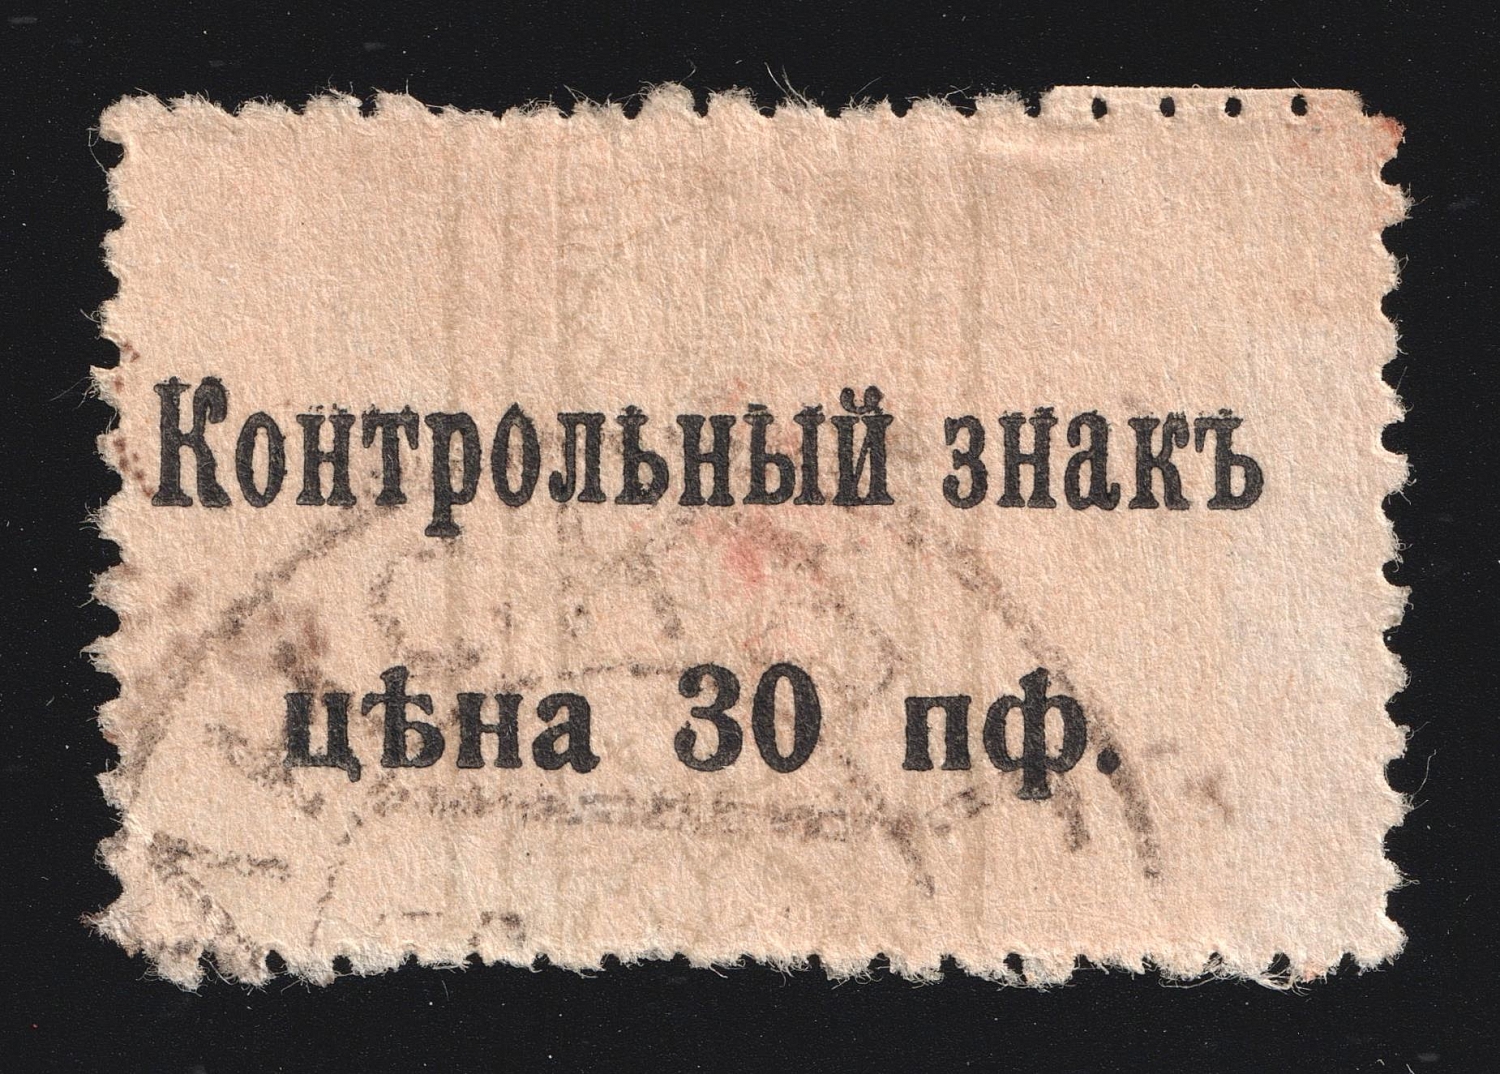 Контрольный знакъ
цѣна 30 пф.